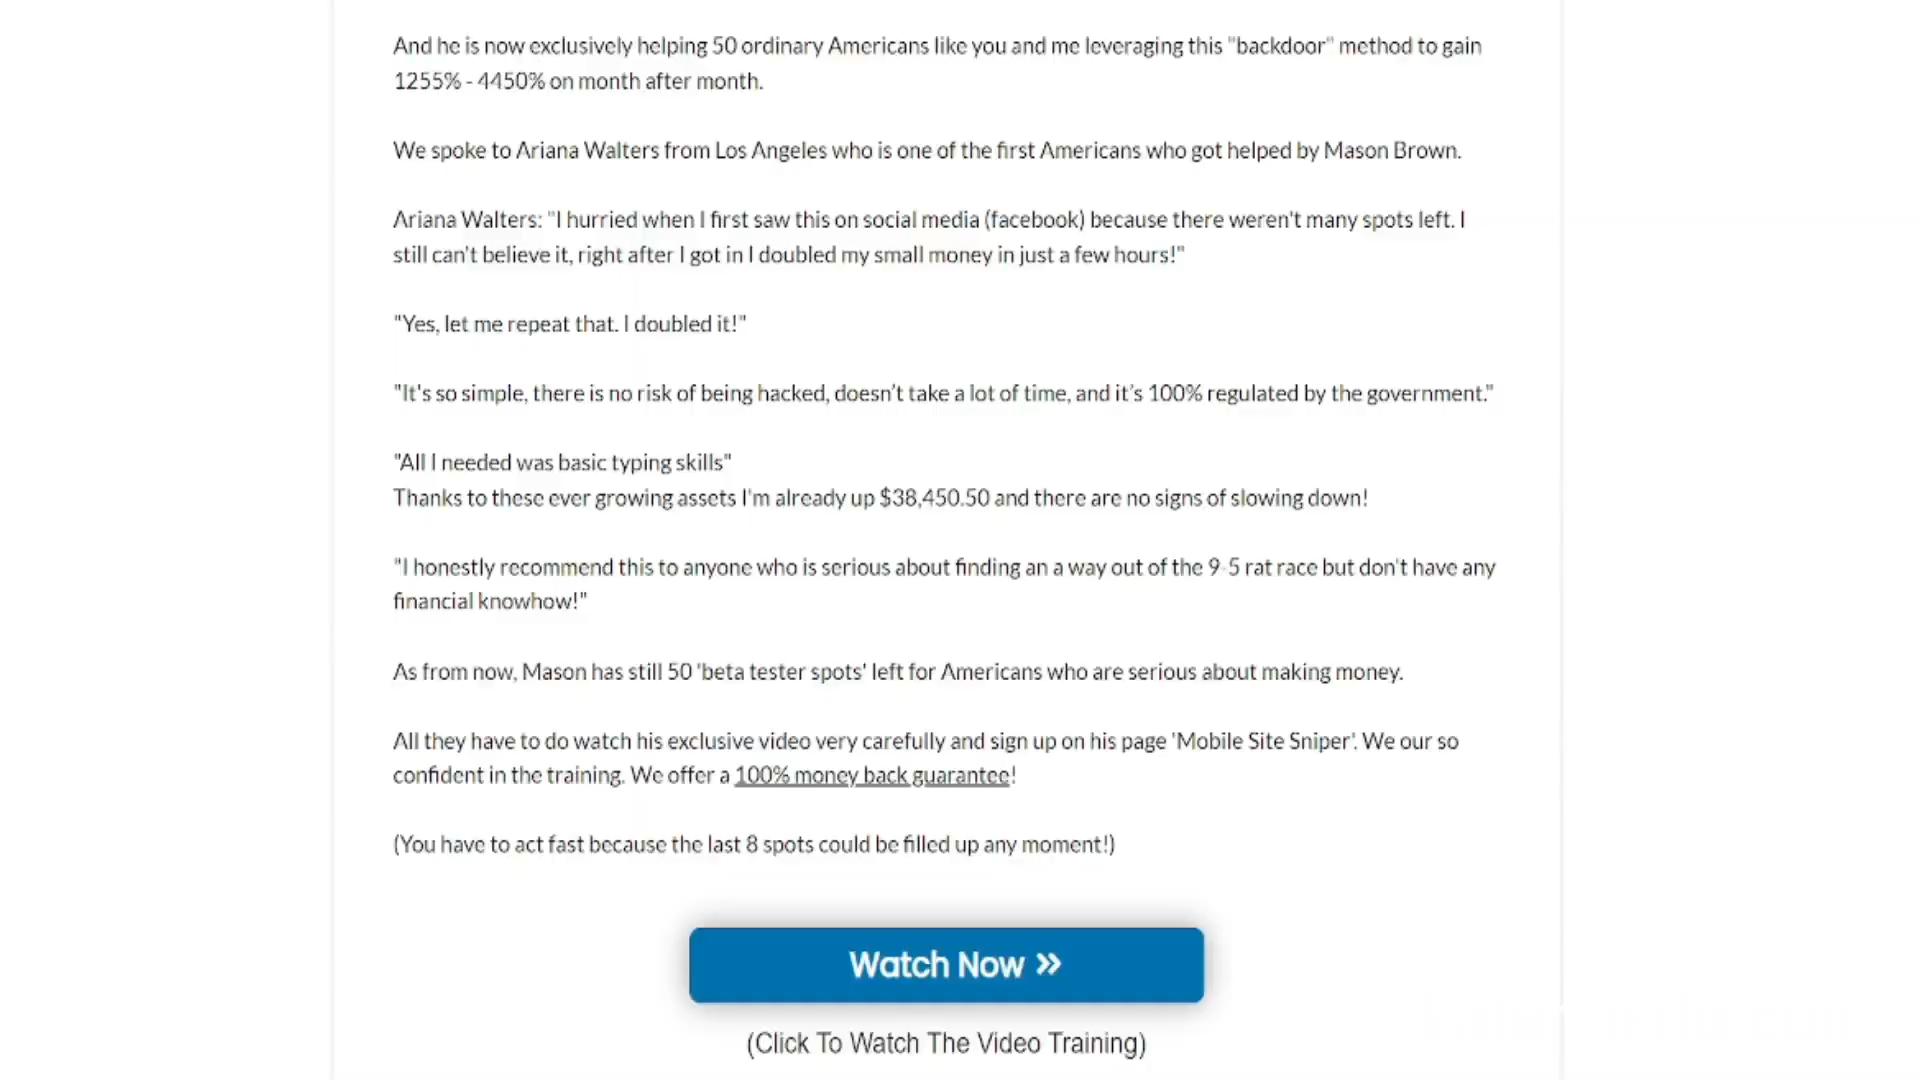 And he is now exclusively helping 50 ordinary Americans like you and me leveraging this "backdoor" method to gain
1255% - 4450% on month after month.
We spoke to Ariana Walters from Los Angeles who is one of the first Americans who got helped by Mason Brown.
Ariana Walters: "I hurried when I first saw this on social media (facebook) because there weren't many spots left. I
still can't believe it, right after I got in I doubled my small money in just a few hours!"
"Yes, let me repeat that. I doubled it!"
"It's so simple, there is no risk of being hacked, doesn’t take a lot of time, and it’s 100% regulated by the government."
"All I needed was basic typing skills"
Thanks to these ever growing assets I'm already up $38,450.50 and there are no signs of slowing down!
"I honestly recommend this to anyone who is serious about finding an a way out of the 9-5 rat race but don't have any
financial knowhow!"
As from now, Mason has still 50 'beta tester spots' left for Americans who are serious about making money.
All they have to do watch his exclusive video very carefully and sign up on his page 'Mobile Site Sniper'. We our so
confident in the training. We offer a 100% money back guarantee!
(You have to act fast because the last 8 spots could be filled up any moment!)
Watch Now »
(Click To Watch The Video Training)